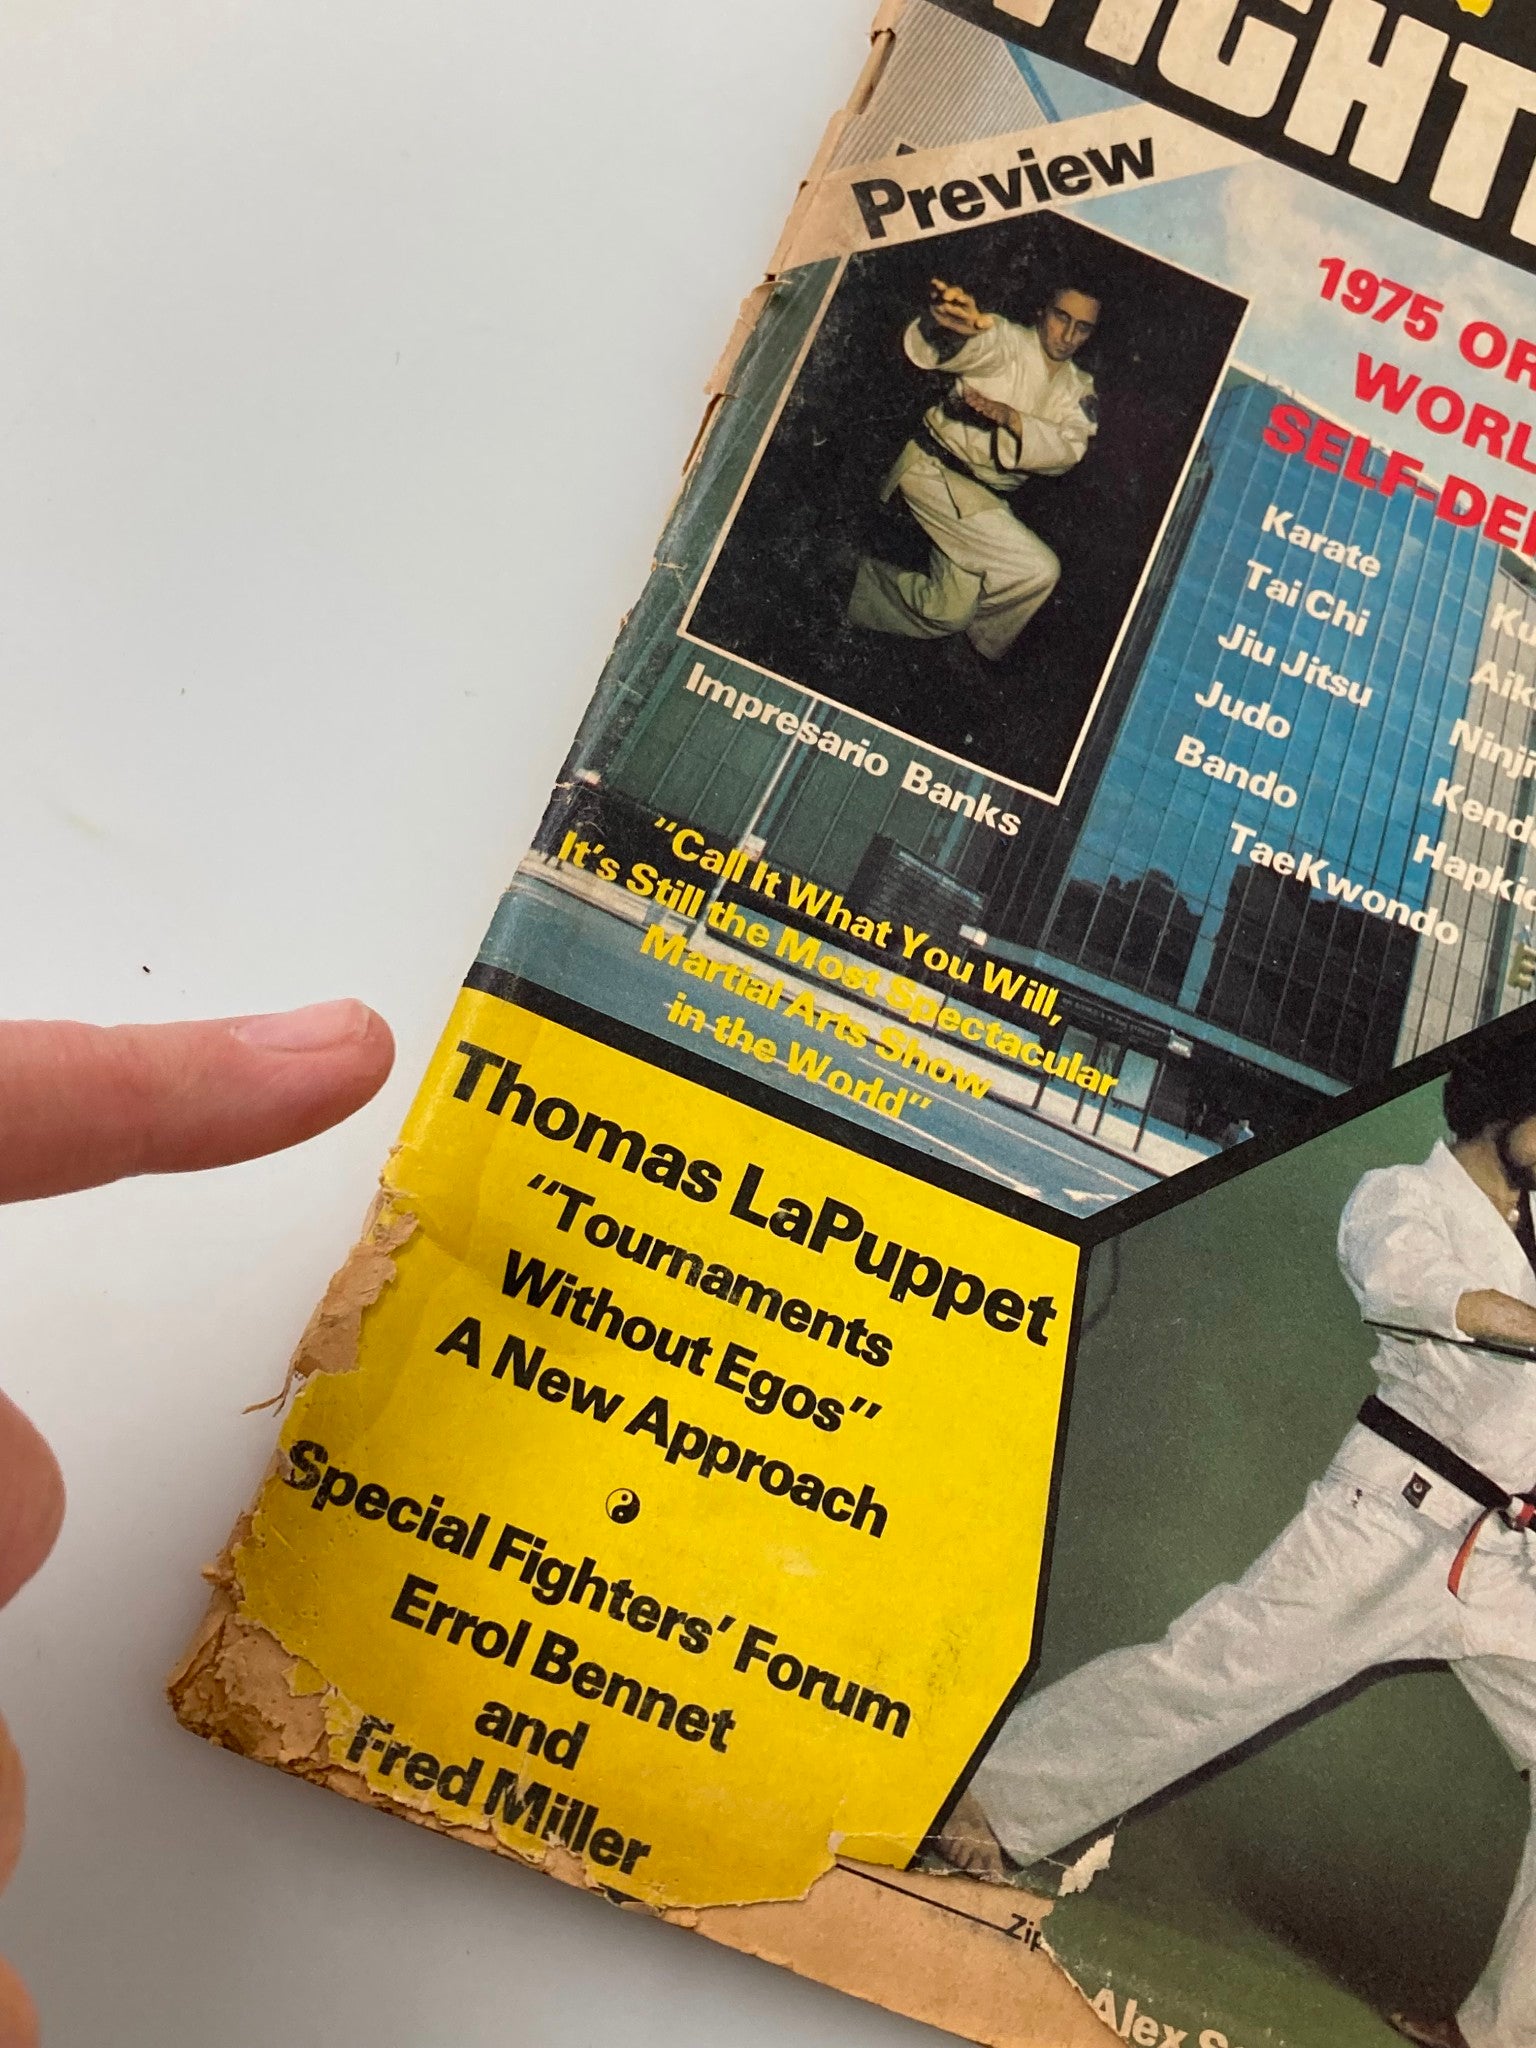 Preview
1975
WORL
Karate
Tai Chi
Jiu Jitsu
Judo
Bando
TaeKwondo
Impresario Banks
"Call It What You Will,
It's Still the Most Spectacular
Martial Arts Show
in the World"
Thomas LaPuppet
"Tournaments
Without Egos"
A New Approach
Special Fighters' Forum
Errol Bennet
and
Fred Miller
Alex